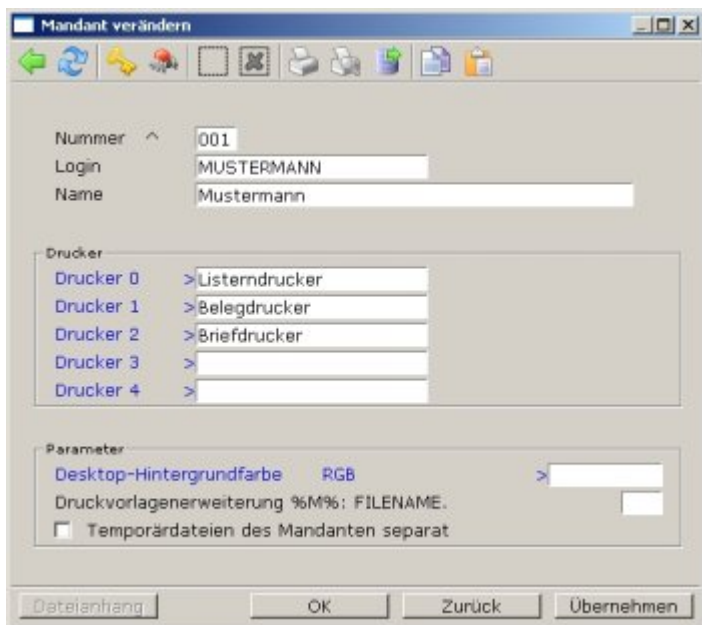 Mandant verändern
Nummer ^ 001
Login MUSTERMANN
Name Mustermann
Drucker
Drucker 0 >Listerndrucker
Drucker 1 >Belegdrucker
Drucker 2 >Briefdrucker
Drucker 3 >
Drucker 4 >
Parameter
Desktop-Hintergrundfarbe RGB >
Druckvorlagenerweiterung %M%: FILENAME.
Temporärdateien des Mandanten separat
Dateianhang OK Zurück Übernehmen